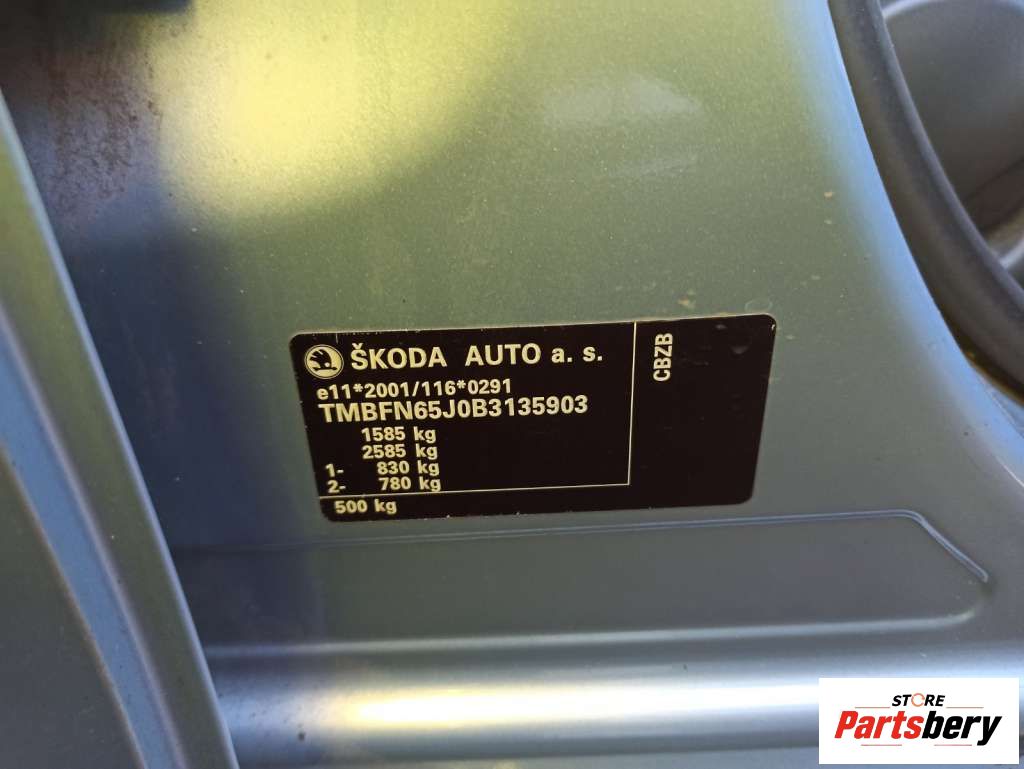 ŠKODA AUTO a. s.
e11*2001/116*0291
TMBFN65J0B3135903
1585 kg
2585 kg
1- 830 kg
2- 780 kg
500 kg
CBZB
STORE
Partsbery